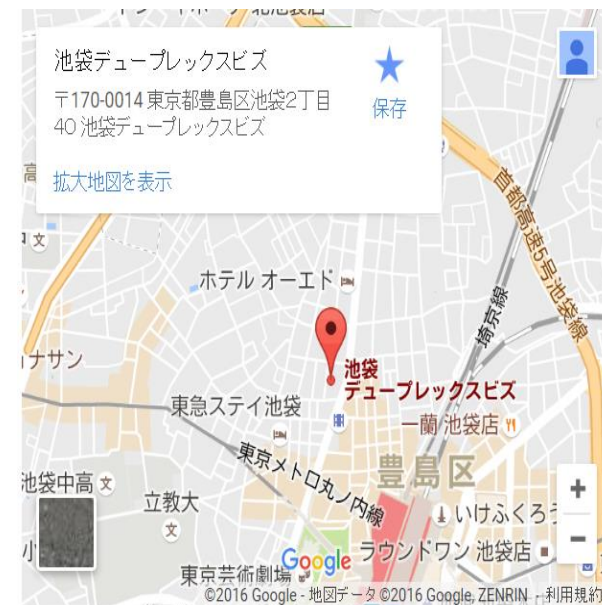 池袋デュープレックスビズ
〒170-0014 東京都豊島区池袋2丁目
40 池袋デュープレックスビズ
保存
拡大地図を表示
首都高速5号池袋線
文
ホテル オーエド
埼京線
ナサン
池袋
デュープレックスビズ
東急ステイ池袋
一蘭 池袋店
東京メトロ丸ノ内線
豊島区
池袋中高 文
立教大
文
いけふくろう
Google
ラウンドワン 池袋店
東京芸術劇場
©2016 Google - 地図データ ©2016 Google, ZENRIN - 利用規約